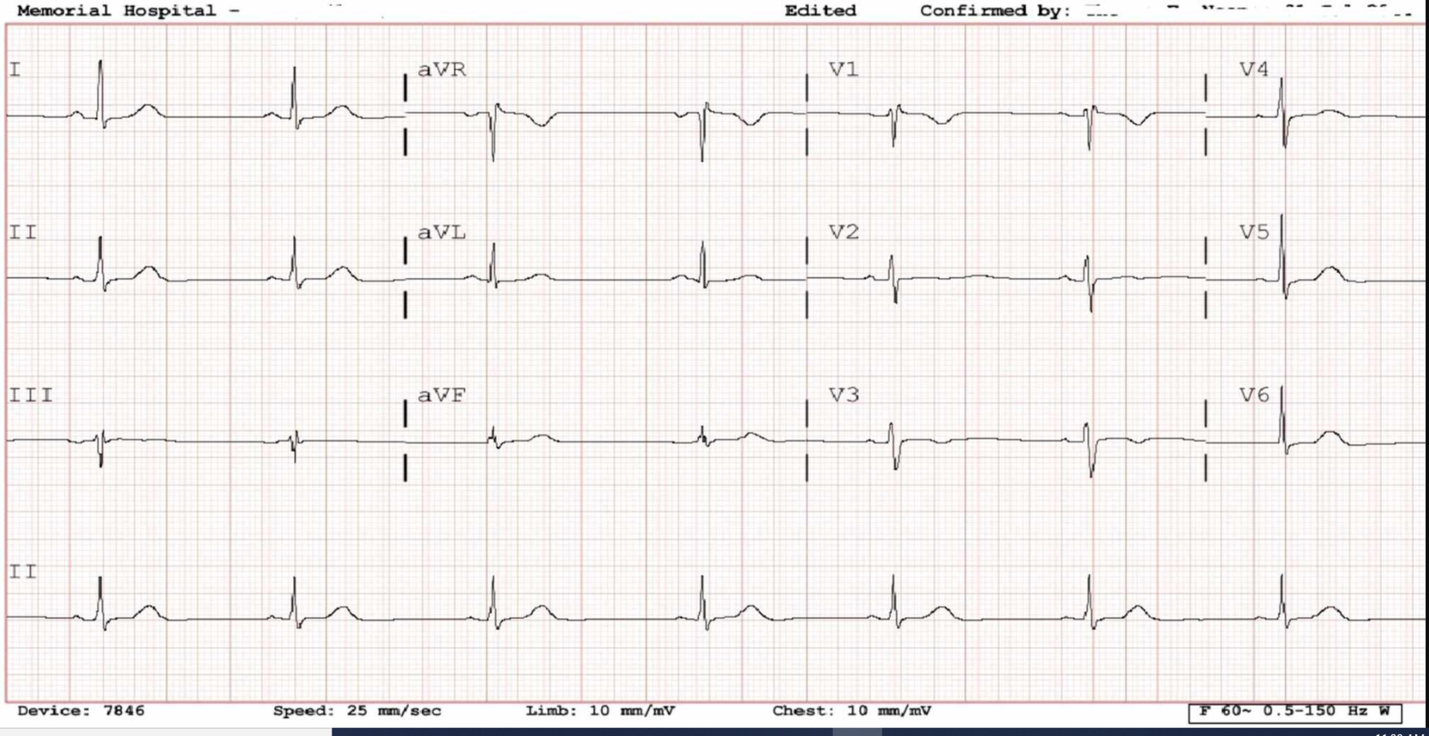 Memorial Hospital -
Edited
Confirmed by:
I
aVR
V1
V4
II
aVL
V2
V5
III
aVF
V3
V6
II
Device: 7846
Speed: 25 mm/sec
Limb: 10 mm/mV
Chest: 10 mm/mV
F 60~ 0.5-150 Hz W